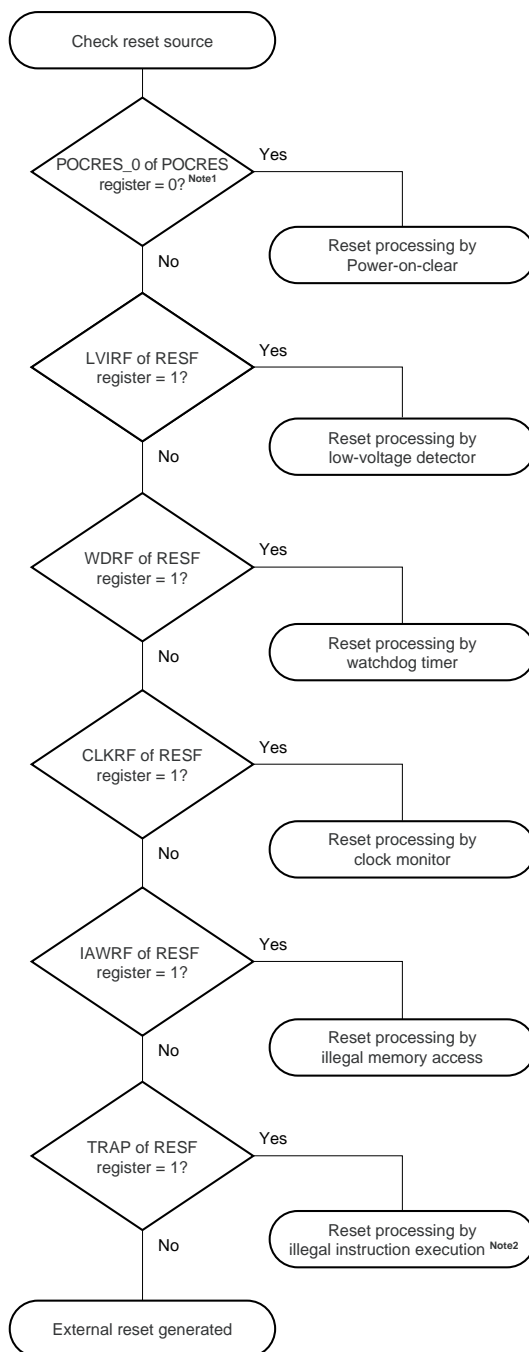 Check reset source
POCRES_0 of POCRES
register = 0? Note1
Yes
Reset processing by
Power-on-clear
No
LVIRF of RESF
register = 1?
Yes
Reset processing by
low-voltage detector
No
WDRF of RESF
register = 1?
Yes
Reset processing by
watchdog timer
No
CLKRF of RESF
register = 1?
Yes
Reset processing by
clock monitor
No
IAWRF of RESF
register = 1?
Yes
Reset processing by
illegal memory access
No
TRAP of RESF
register = 1?
Yes
Reset processing by
illegal instruction execution Note2
No
External reset generated